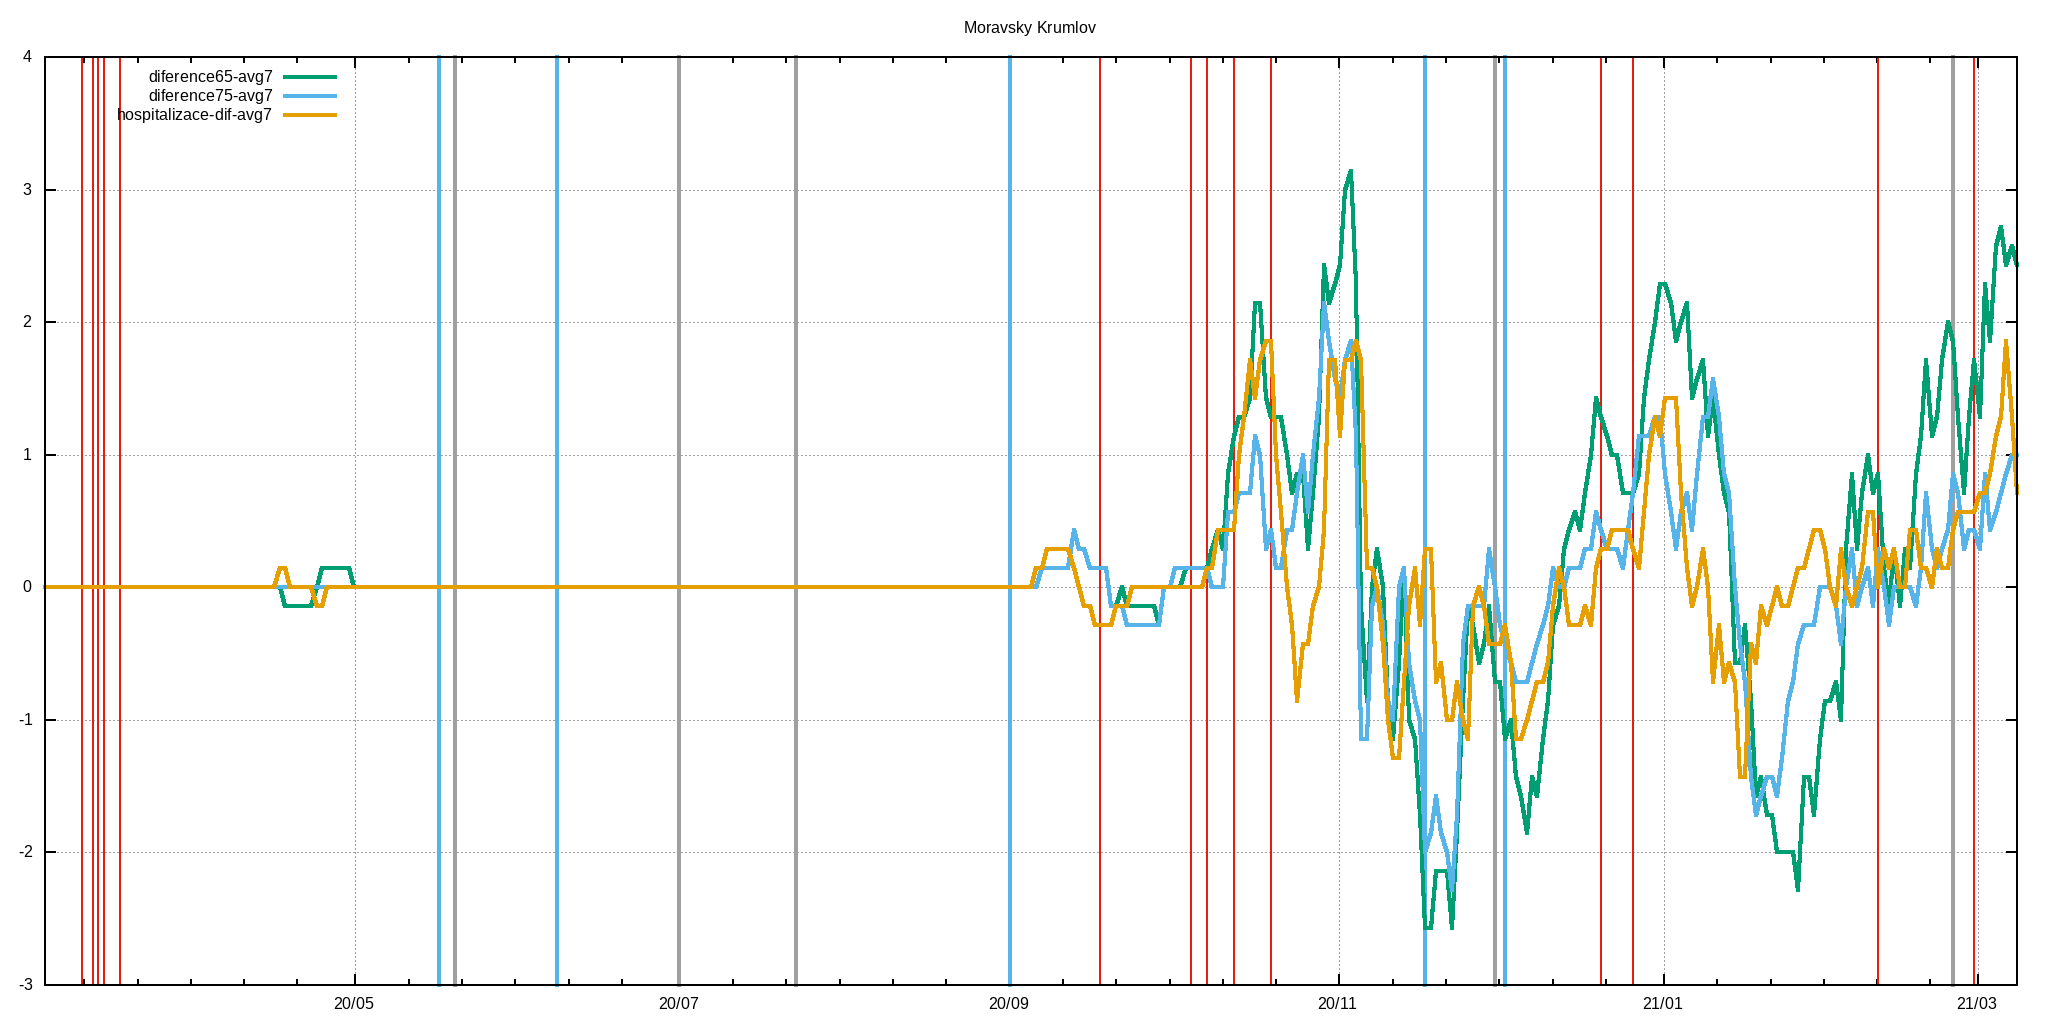 Moravsky Krumlov
diference65-avg7
diference75-avg7
hospitalizace-dif-avg7
4
3
2
1
0
-1
-2
-3
20/05 20/07 20/09 20/11 21/01 21/03